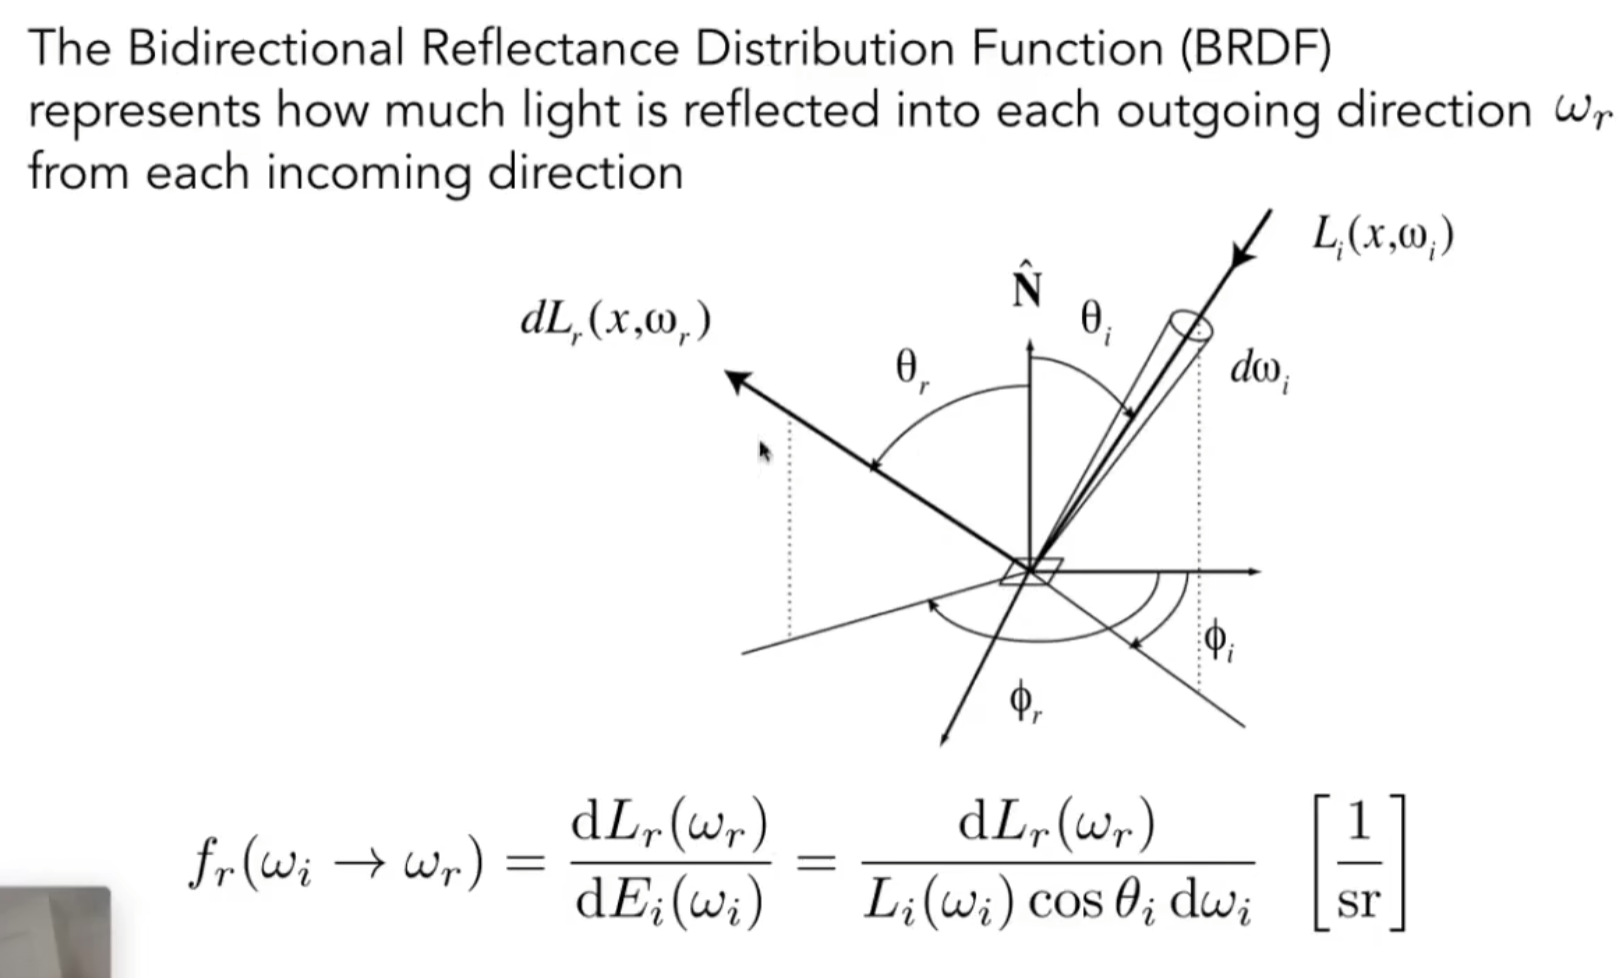 The Bidirectional Reflectance Distribution Function (BRDF)
represents how much light is reflected into each outgoing direction ωᵣ
from each incoming direction
Lᵢ(x,ωᵢ)
N̂
dLᵣ(x,ωᵣ)
θᵢ
θᵣ
dωᵢ
ϕᵢ
ϕᵣ
fᵣ(ωᵢ → ωᵣ) = dLᵣ(ωᵣ) / dEᵢ(ωᵢ) = dLᵣ(ωᵣ) / Lᵢ(ωᵢ) cos θᵢ dωᵢ [1/sr]